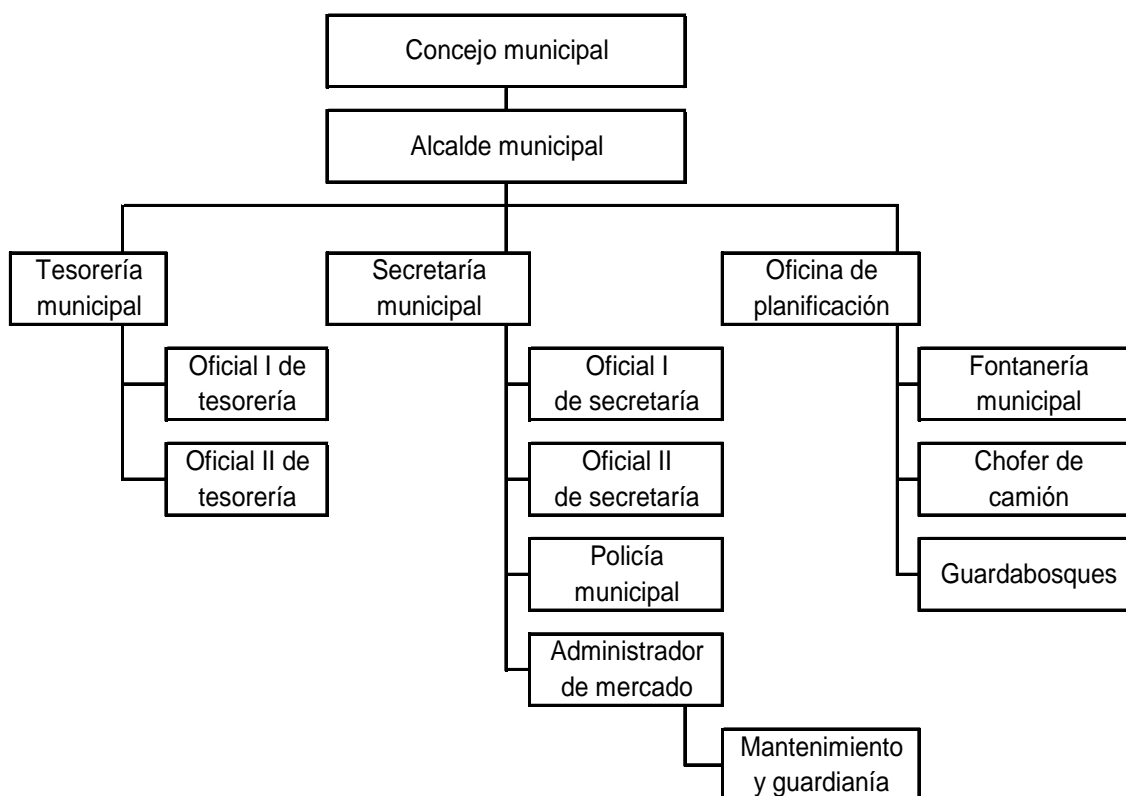 Concejo municipal
Alcalde municipal
Tesorería
municipal
Secretaría
municipal
Oficina de
planificación
Oficial I de
tesorería
Oficial I
de secretaría
Fontanería
municipal
Oficial II de
tesorería
Oficial II
de secretaría
Chofer de
camión
Policía
municipal
Guardabosques
Administrador
de mercado
Mantenimiento
y guardianía